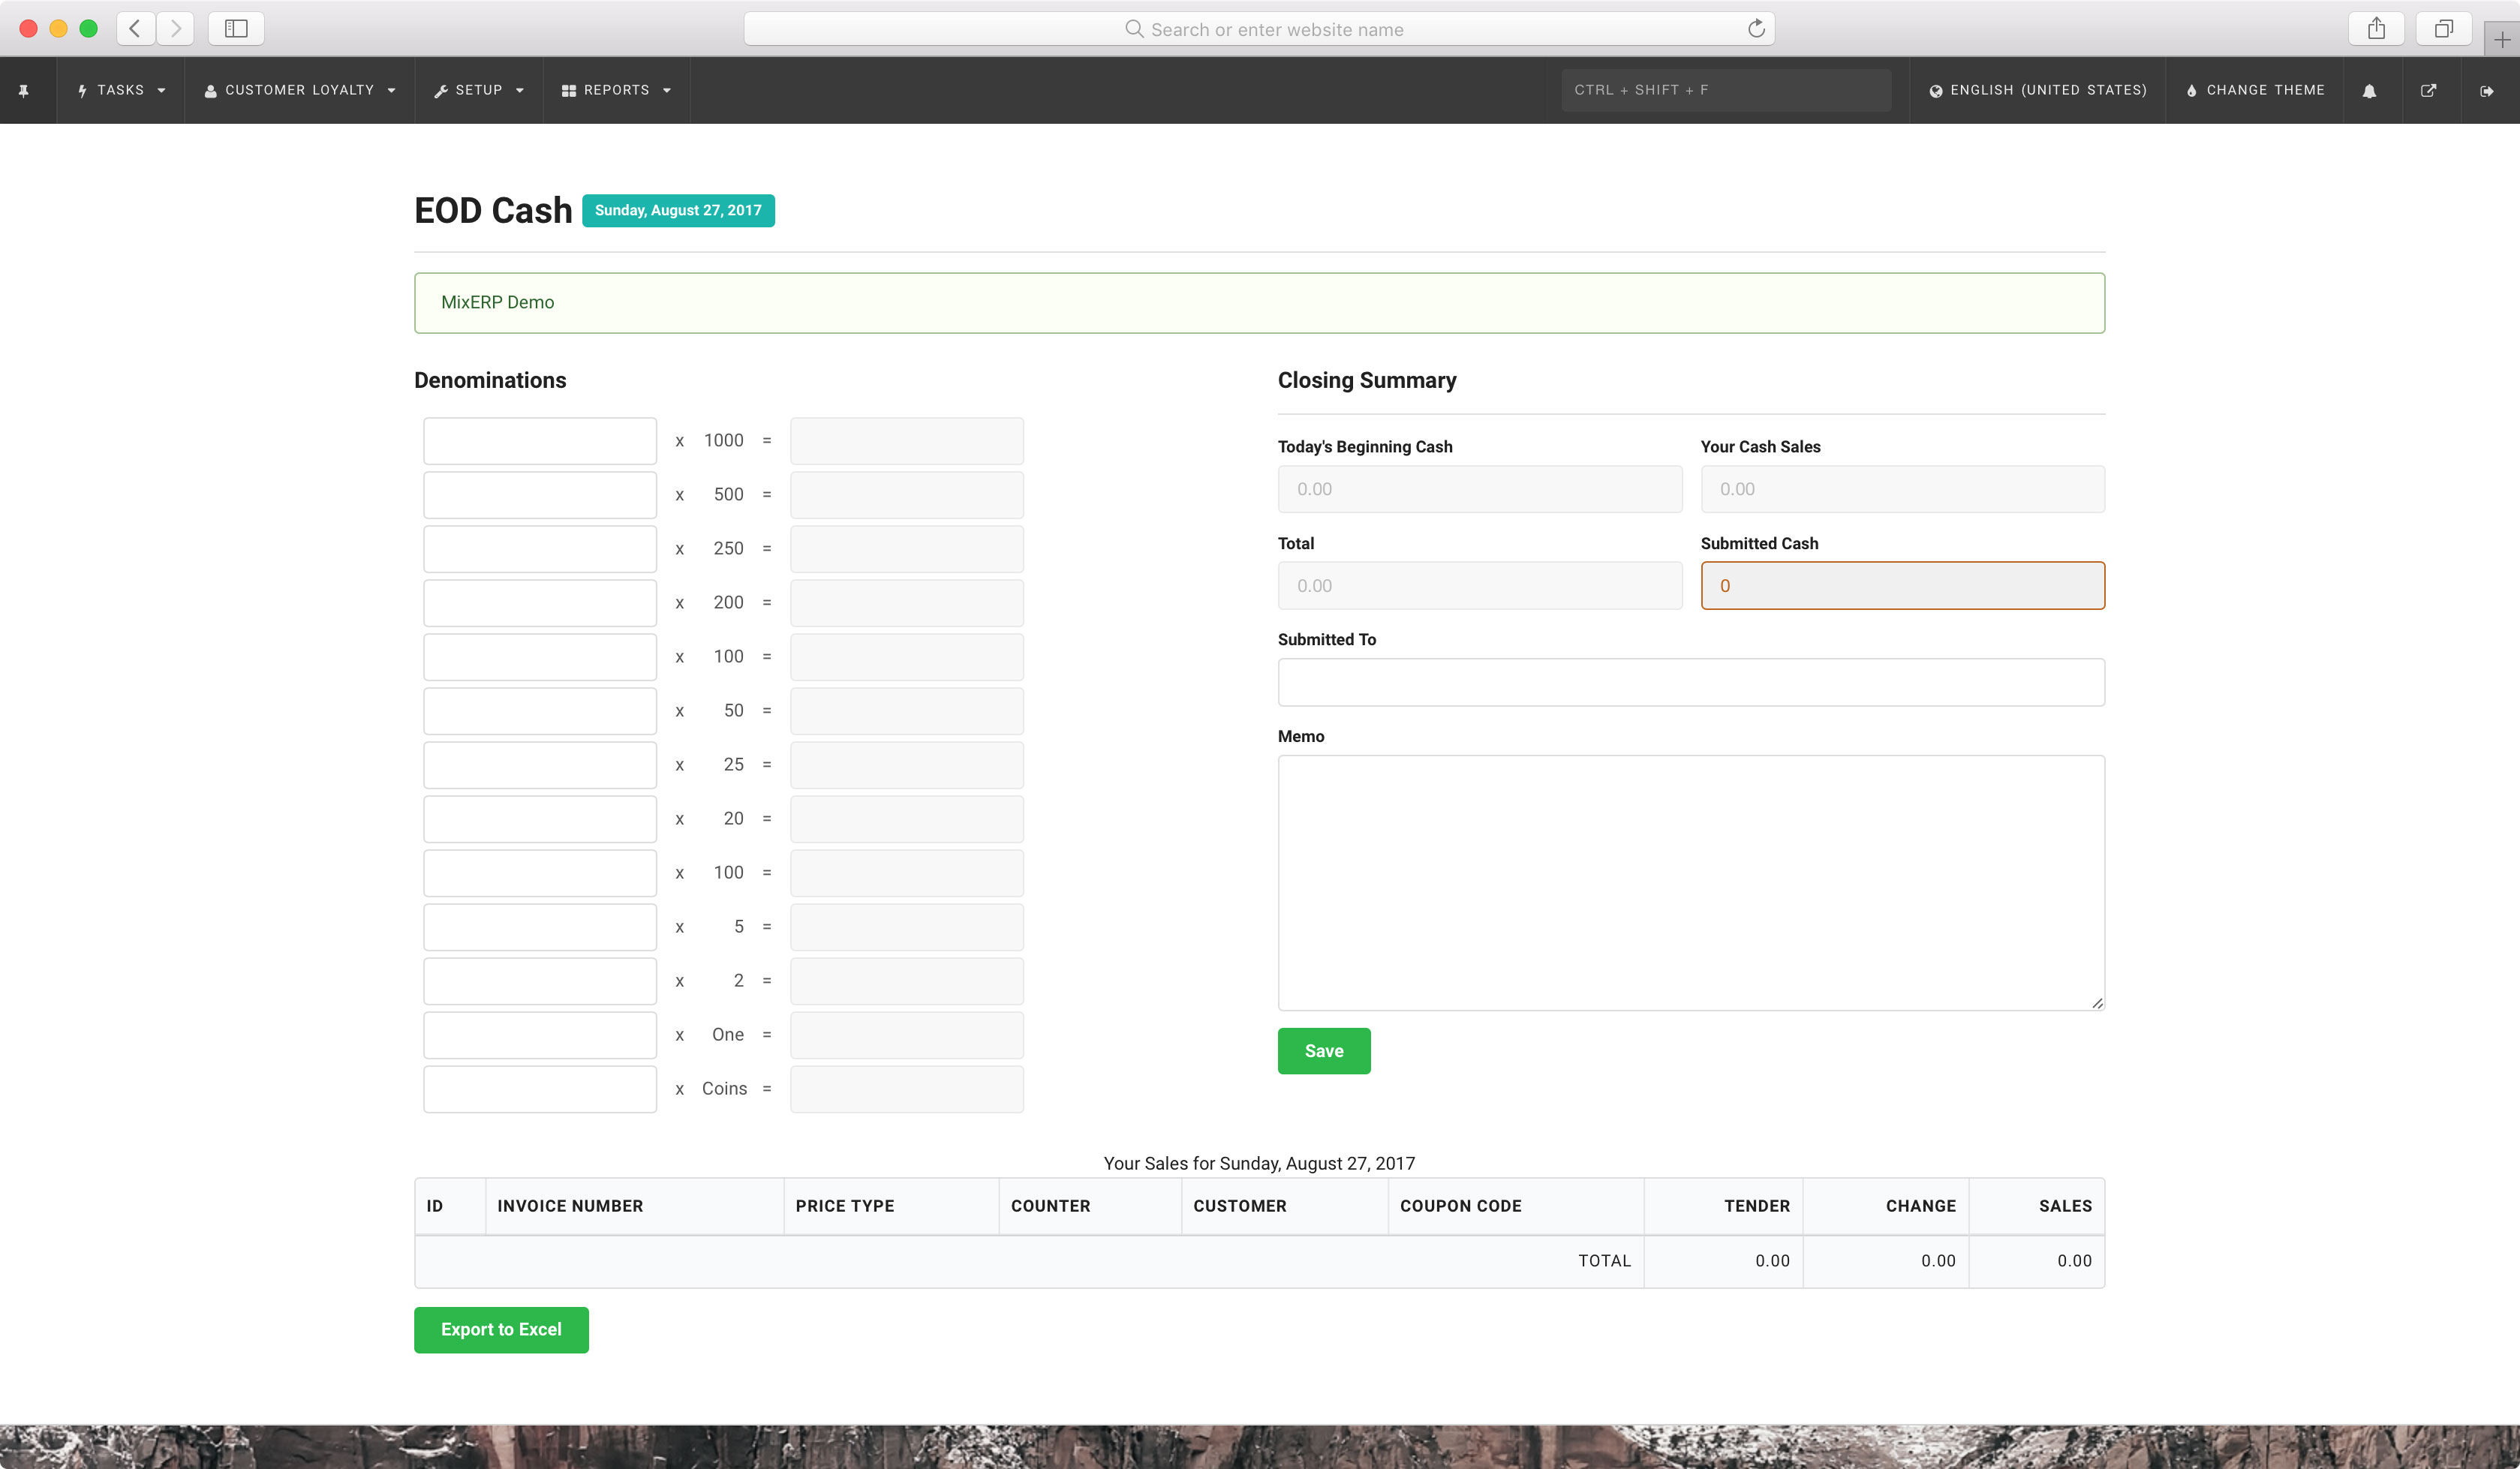 Search or enter website name
TASKS CUSTOMER LOYALTY SETUP REPORTS CTRL + SHIFT + F ENGLISH (UNITED STATES) CHANGE THEME
EOD Cash Sunday, August 27, 2017
MixERP Demo
Denominations
x 1000 =
x 500 =
x 250 =
x 200 =
x 100 =
x 50 =
x 25 =
x 20 =
x 100 =
x 5 =
x 2 =
x One =
x Coins =
Closing Summary
Today's Beginning Cash Your Cash Sales
0.00 0.00
Total Submitted Cash
0.00 0
Submitted To
Memo
Save
Your Sales for Sunday, August 27, 2017
ID INVOICE NUMBER PRICE TYPE COUNTER CUSTOMER COUPON CODE TENDER CHANGE SALES
TOTAL 0.00 0.00 0.00
Export to Excel